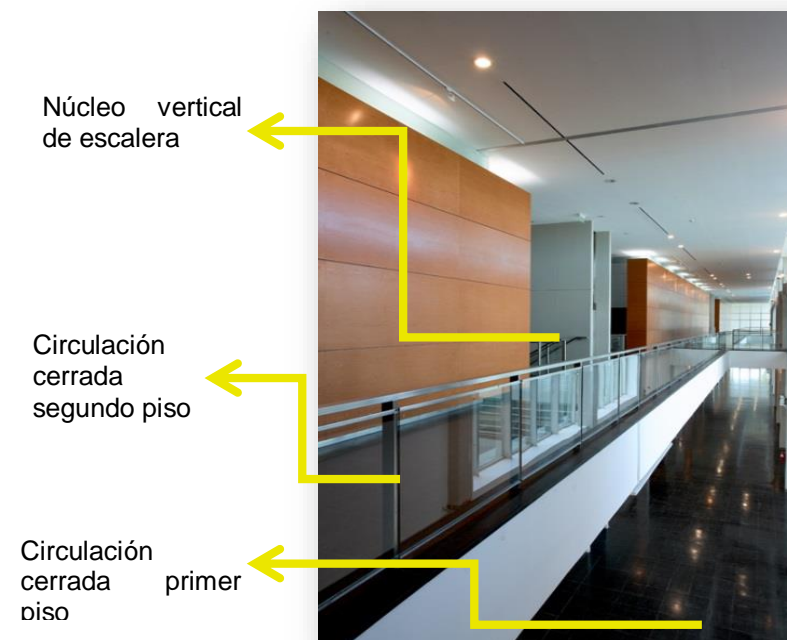 Núcleo vertical
de escalera
Circulación
cerrada
segundo piso
Circulación
cerrada primer
piso